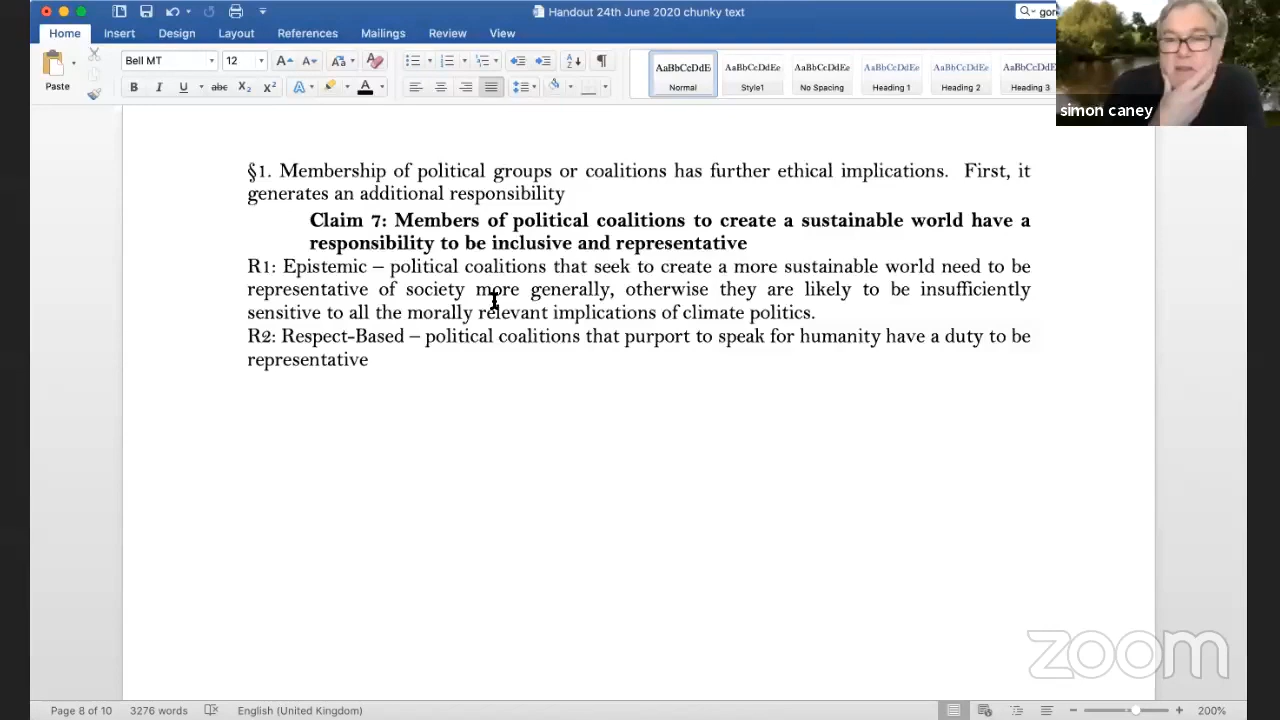 Handout 24th June 2020 chunky text
gor
Home Insert Design Layout References Mailings Review View
Paste
Bell MT 12
AaBbCcDdE AaBbCcDdEe AaBbCcDdEe AaBbCcDdEe AaBbCcDdEe AaBbCcDdEe
Normal Style1 No Spacing Heading 1 Heading 2 Heading 3
simon caney
§1. Membership of political groups or coalitions has further ethical implications. First, it
generates an additional responsibility
Claim 7: Members of political coalitions to create a sustainable world have a
responsibility to be inclusive and representative
R1: Epistemic – political coalitions that seek to create a more sustainable world need to be
representative of society more generally, otherwise they are likely to be insufficiently
sensitive to all the morally relevant implications of climate politics.
R2: Respect-Based – political coalitions that purport to speak for humanity have a duty to be
representative
zoom
Page 8 of 10 3276 words English (United Kingdom) 200%